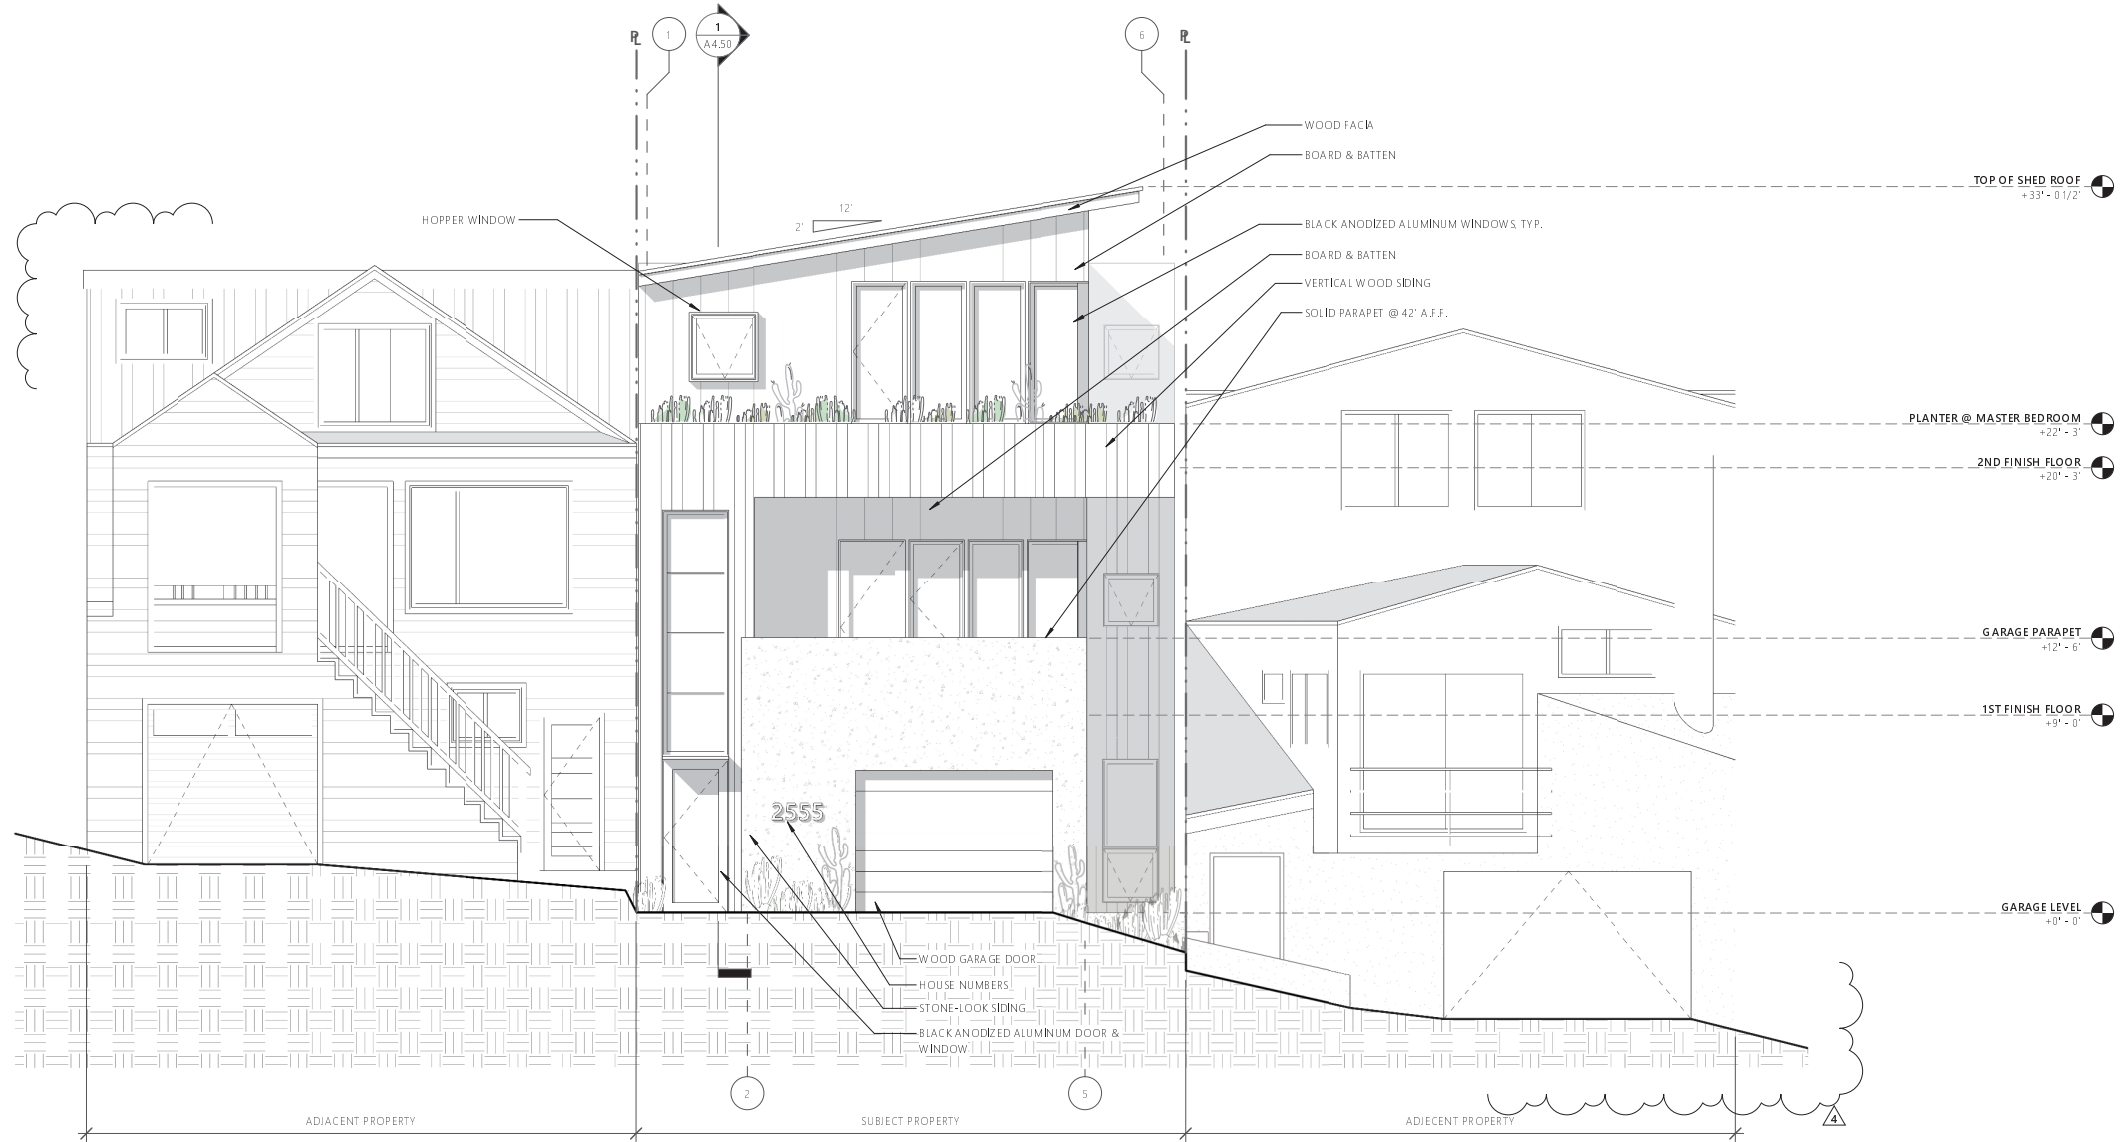 PL
1
1
A4.50
6
PL
WOOD FACIA
BOARD & BATTEN
TOP OF SHED ROOF
+33' - 0 1/2"
12"
2"
HOPPER WINDOW
BLACK ANODIZED ALUMINUM WINDOWS, TYP.
BOARD & BATTEN
VERTICAL WOOD SIDING
SOLID PARAPET @ 42" A.F.F.
PLANTER @ MASTER BEDROOM
+22' - 3"
2ND FINISH FLOOR
+20' - 3"
GARAGE PARAPET
+12' - 6"
1ST FINISH FLOOR
+9' - 0"
2555
GARAGE LEVEL
+0' - 0"
WOOD GARAGE DOOR
HOUSE NUMBERS
STONE-LOOK SIDING
BLACK ANODIZED ALUMINUM DOOR &
WINDOW
2
5
ADJACENT PROPERTY
SUBJECT PROPERTY
ADJECENT PROPERTY
4